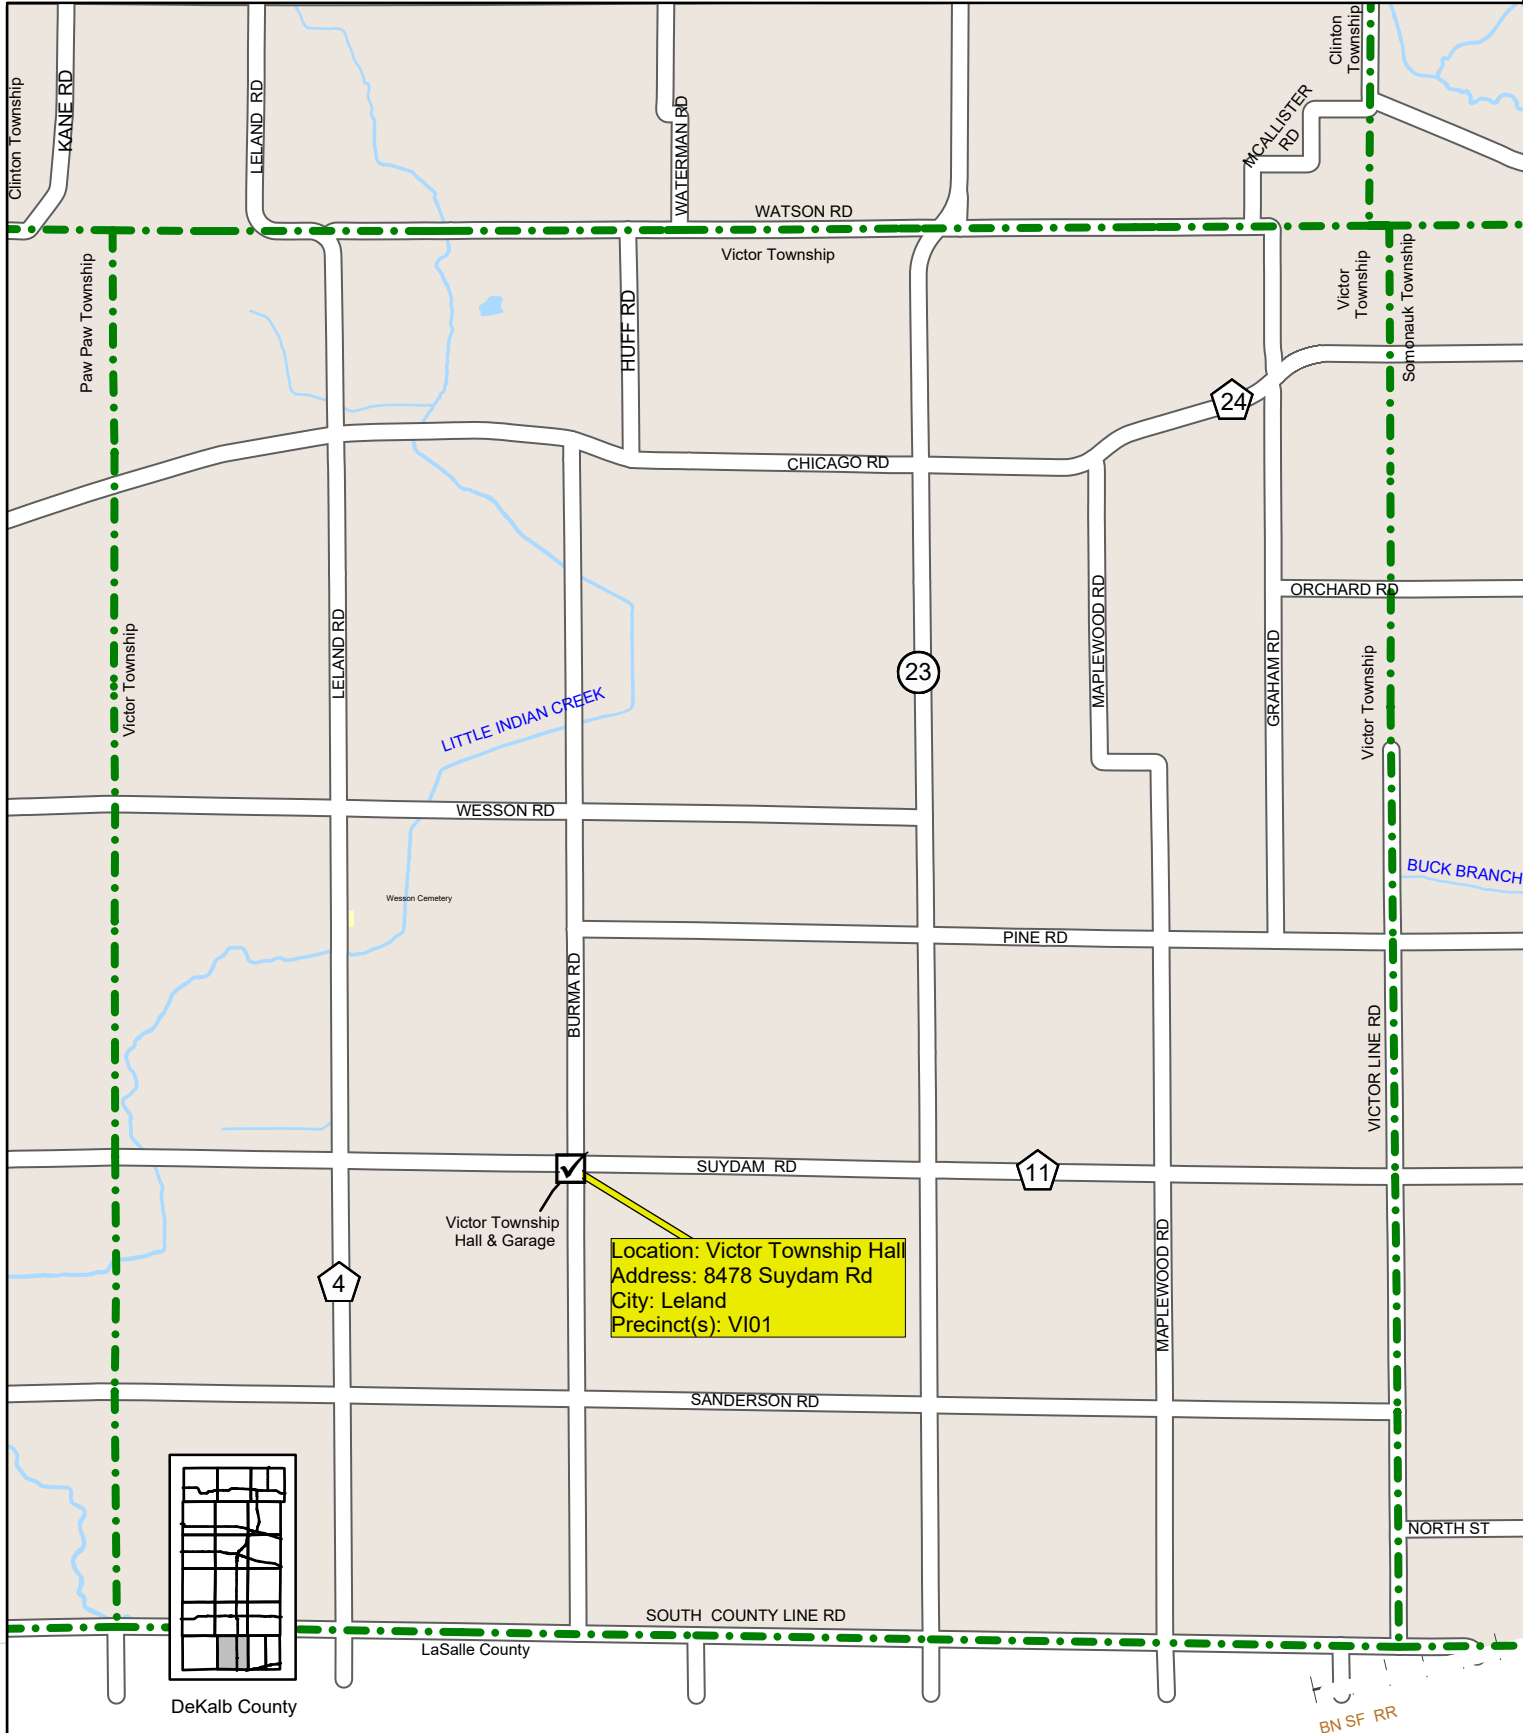 Clinton Township
KANE RD
LELAND RD
WATERMAN RD
Clinton
Township
MCALLISTER
RD
WATSON RD
Victor Township
Paw Paw Township
HUFF RD
Victor
Township
Somonauk Township
24
CHICAGO RD
ORCHARD RD
Victor Township
LELAND RD
23
MAPLEWOOD RD
GRAHAM RD
Victor Township
LITTLE INDIAN CREEK
WESSON RD
BUCK BRANCH
Wesson Cemetery
PINE RD
BURMA RD
VICTOR LINE RD
SUYDAM RD
11
Victor Township
Hall & Garage
Location: Victor Township Hall
Address: 8478 Suydam Rd
City: Leland
Precinct(s): VI01
4
MAPLEWOOD RD
SANDERSON RD
NORTH ST
SOUTH COUNTY LINE RD
LaSalle County
DeKalb County
BN SF RR